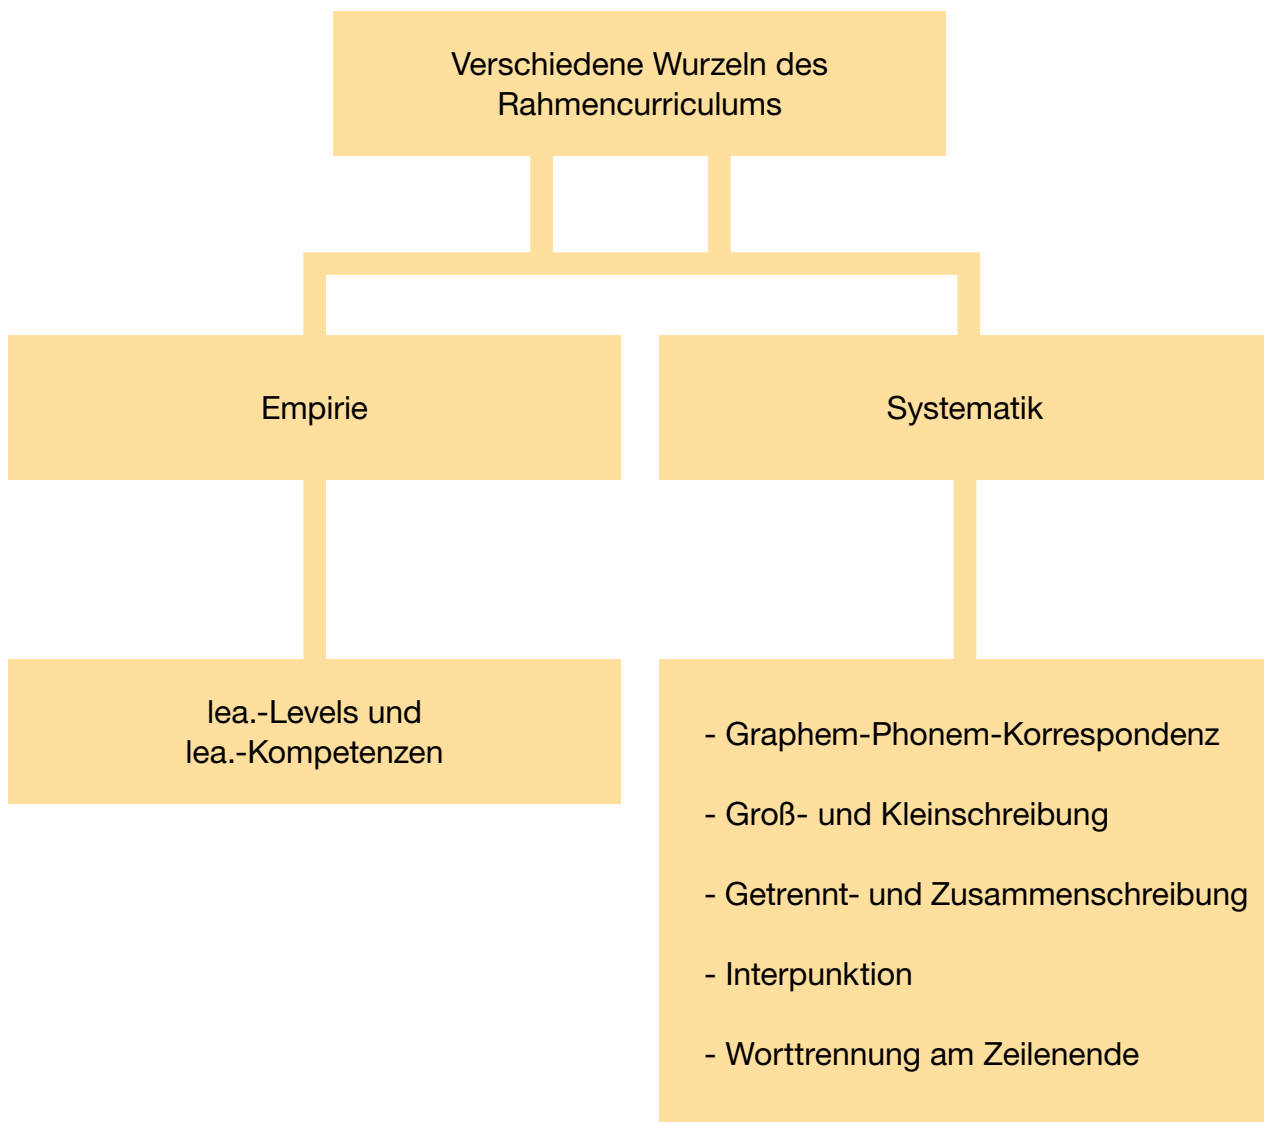 Verschiedene Wurzeln des
Rahmencurriculums
Empirie
Systematik
lea.-Levels und
lea.-Kompetenzen
- Graphem-Phonem-Korrespondenz
- Groß- und Kleinschreibung
- Getrennt- und Zusammenschreibung
- Interpunktion
- Worttrennung am Zeilenende